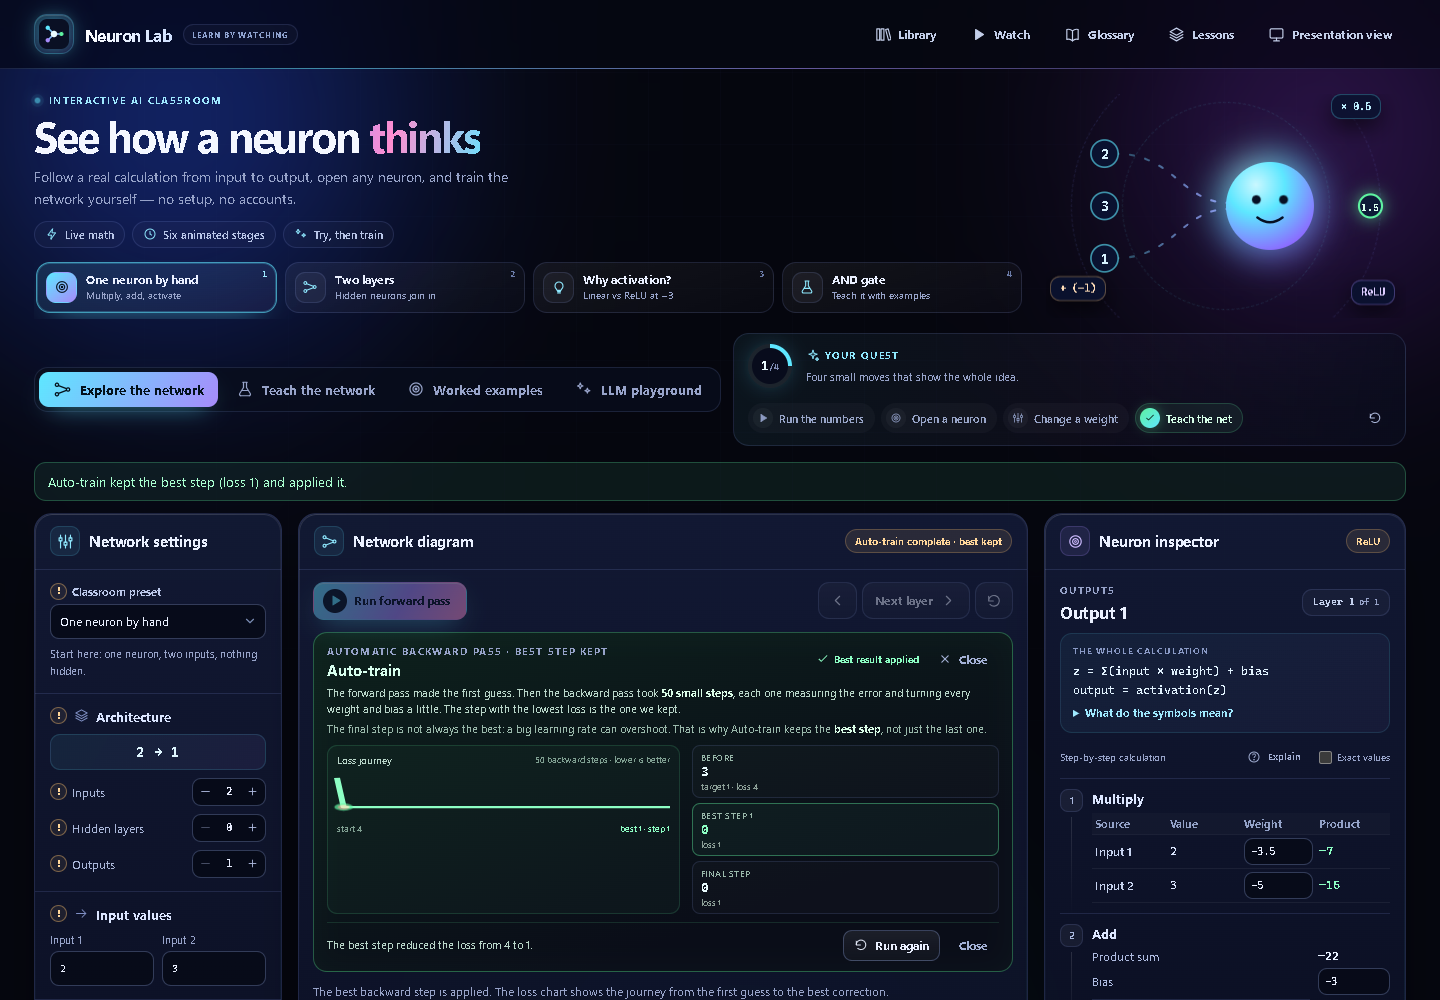 Neuron Lab
LEARN BY WATCHING
Library
Watch
Glossary
Lessons
Presentation view
INTERACTIVE AI CLASSROOM
See how a neuron thinks
Follow a real calculation from input to output, open any neuron, and train the
network yourself — no setup, no accounts.
Live math
Six animated stages
Try, then train
One neuron by hand
Multiply, add, activate
1
Two layers
Hidden neurons join in
2
Why activation?
Linear vs ReLU at −3
3
AND gate
Teach it with examples
4
2
3
1
+ (−1)
× 0.5
1.5
ReLU
Explore the network
Teach the network
Worked examples
LLM playground
1/4
YOUR QUEST
Four small moves that show the whole idea.
Run the numbers
Open a neuron
Change a weight
Teach the net
Auto-train kept the best step (loss 1) and applied it.
Network settings
! Classroom preset
One neuron by hand
Start here: one neuron, two inputs, nothing
hidden.
! Architecture
2 → 1
! Inputs
− 2 +
! Hidden layers
− 0 +
! Outputs
− 1 +
! → Input values
Input 1
Input 2
2
3
Network diagram
Auto-train complete · best kept
Run forward pass
Next layer
AUTOMATIC BACKWARD PASS · BEST STEP KEPT
Auto-train
Best result applied
Close
The forward pass made the first guess. Then the backward pass took 50 small steps, each one measuring the error and turning every
weight and bias a little. The step with the lowest loss is the one we kept.
The final step is not always the best: a big learning rate can overshoot. That is why Auto-train keeps the best step, not just the last one.
Loss journey
50 backward steps · lower is better
start 4
best 1 · step 1
BEFORE
3
target 1 · loss 4
BEST STEP 1
0
loss 1
FINAL STEP
0
loss 1
The best step reduced the loss from 4 to 1.
Run again
Close
The best backward step is applied. The loss chart shows the journey from the first guess to the best correction.
Neuron inspector
ReLU
OUTPUTS
Output 1
Layer 1 of 1
THE WHOLE CALCULATION
z = Σ(input × weight) + bias
output = activation(z)
What do the symbols mean?
Step-by-step calculation
Explain
Exact values
1 Multiply
Source Value Weight Product
Input 1 2 −3.5 −7
Input 2 3 −5 −15
2 Add
Product sum −22
Bias −3